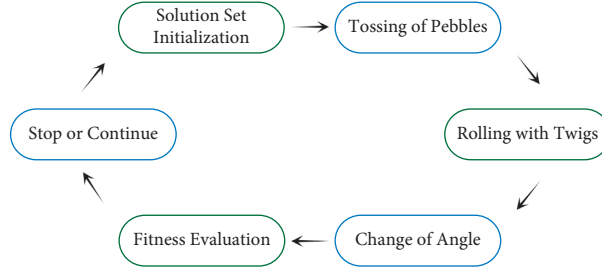 Solution Set
Initialization
Tossing of Pebbles
Rolling with Twigs
Change of Angle
Fitness Evaluation
Stop or Continue